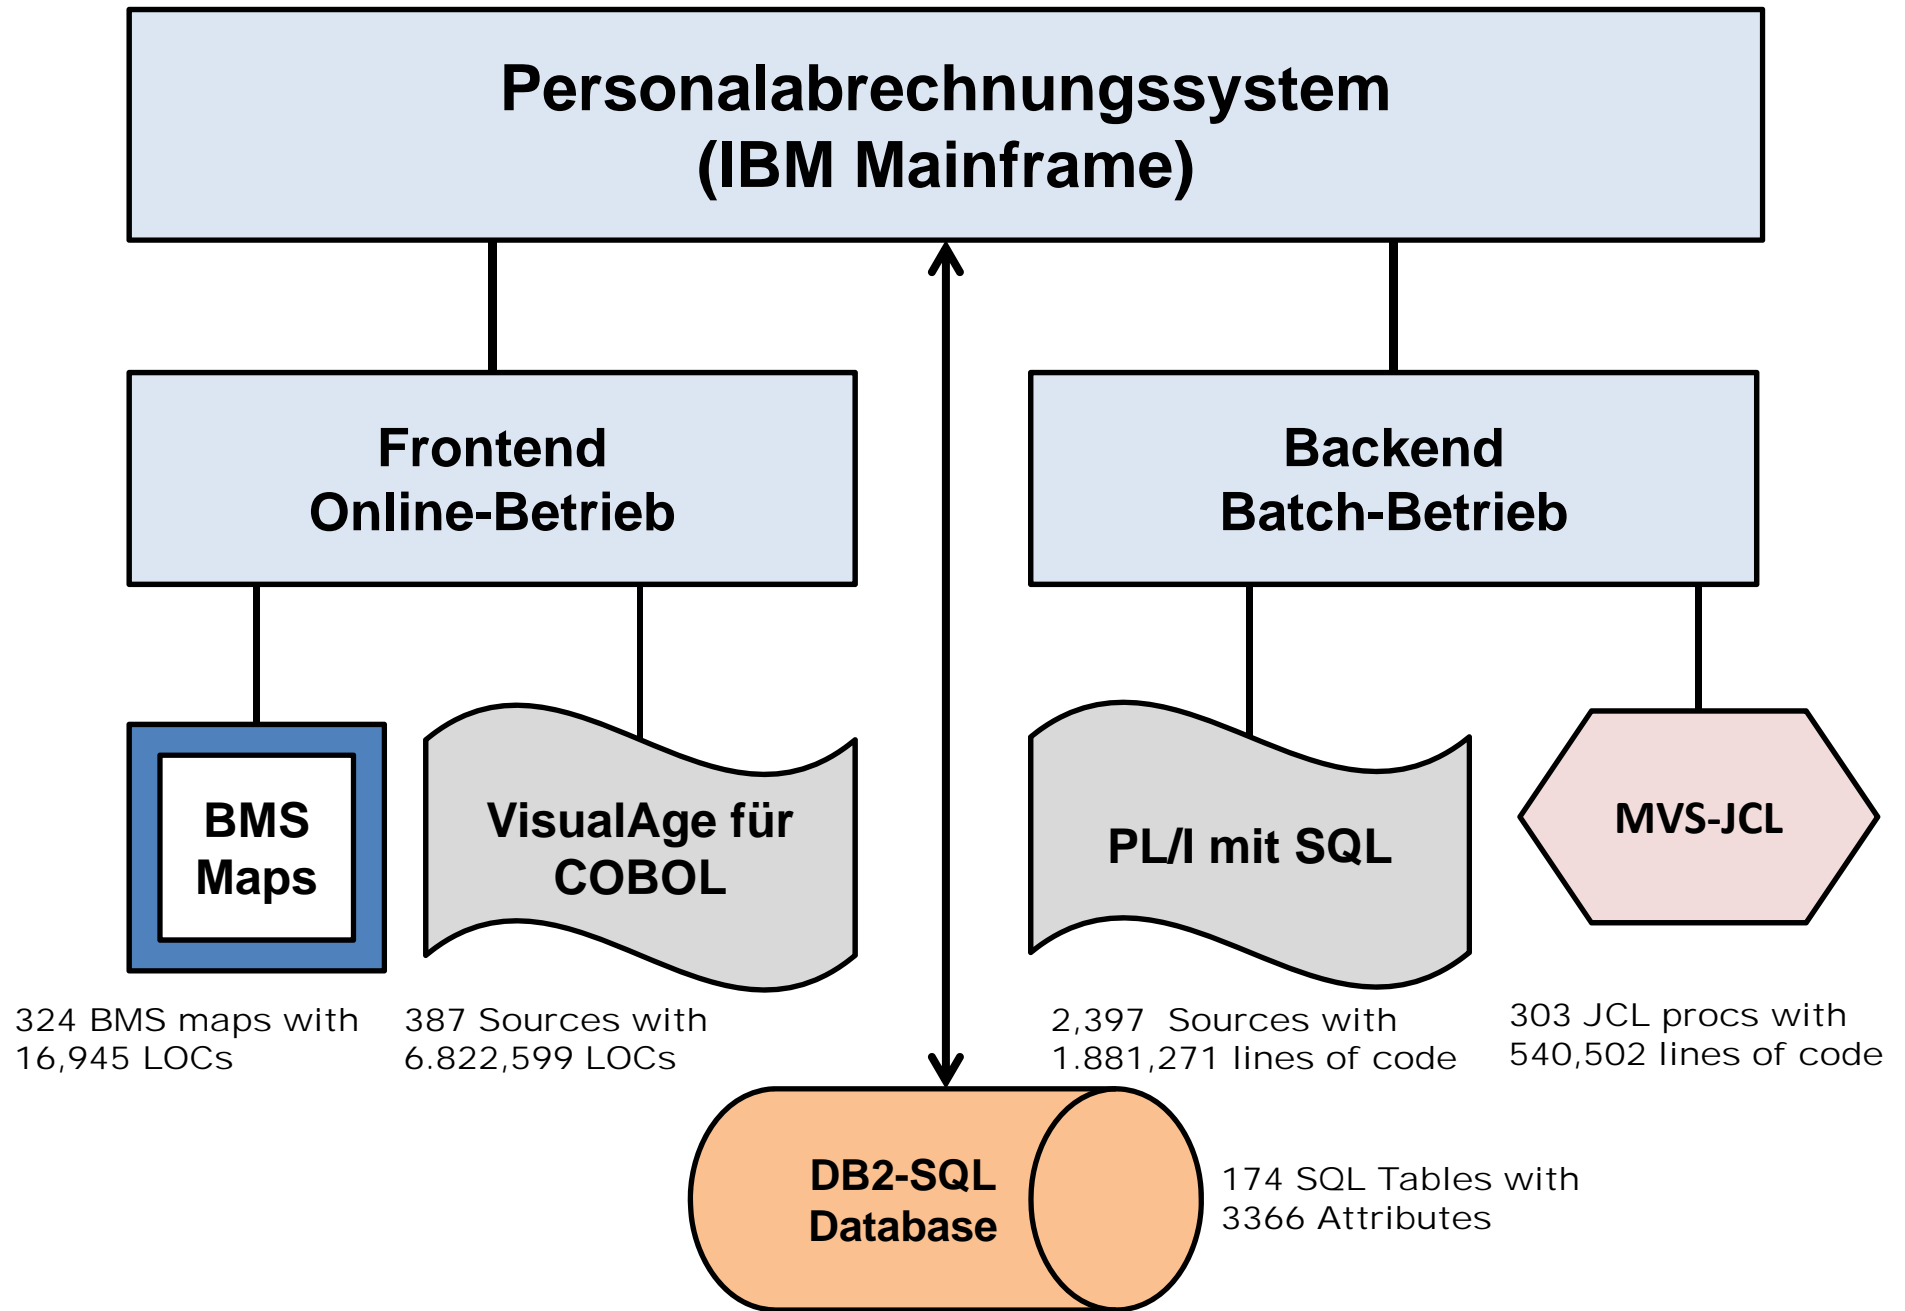 Personalabrechnungssystem
(IBM Mainframe)
Frontend
Online-Betrieb
Backend
Batch-Betrieb
BMS
Maps
VisualAge für
COBOL
PL/I mit SQL
MVS-JCL
324 BMS maps with
16,945 LOCs
387 Sources with
6.822,599 LOCs
2,397  Sources with
1.881,271 lines of code
303 JCL procs with
540,502 lines of code
DB2-SQL
Database
174 SQL Tables with
3366 Attributes